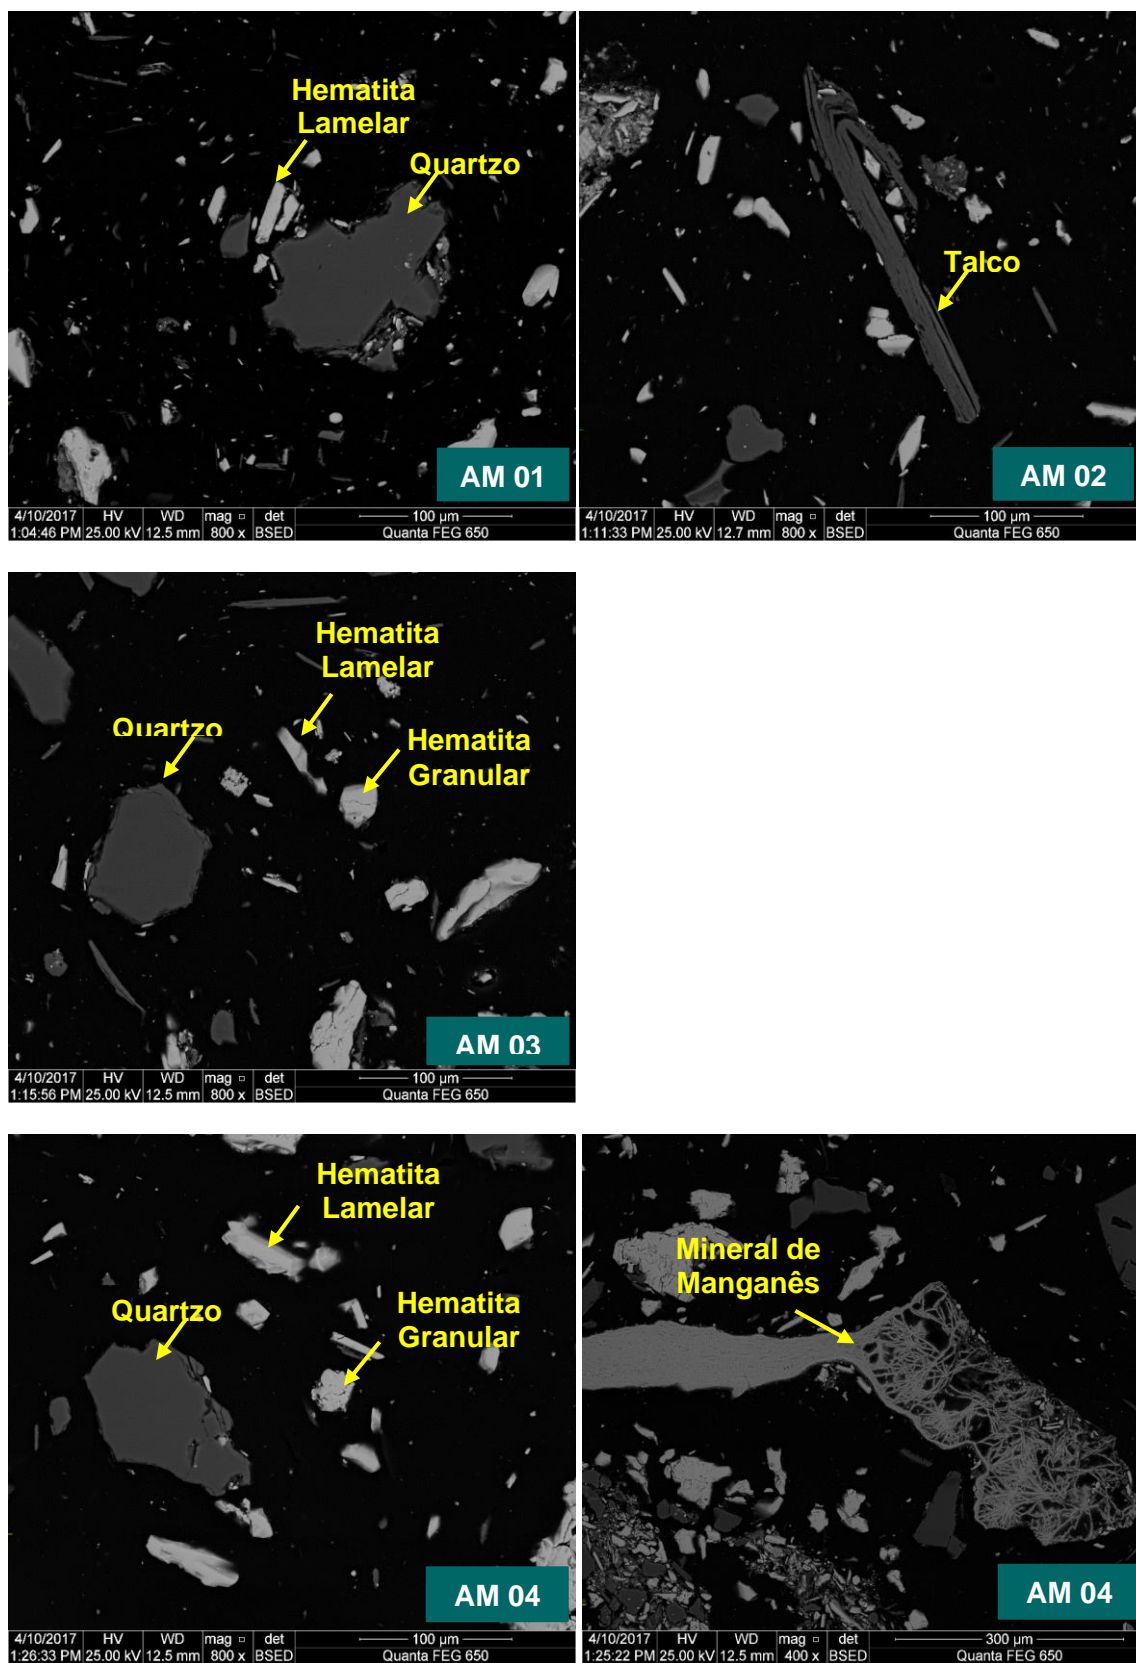 Hematita
Lamelar
Quartzo
AM 01
4/10/2017 HV WD mag □ det 100 µm
1:04:46 PM 25.00 kV 12.5 mm 800 x BSED Quanta FEG 650
Talco
AM 02
4/10/2017 HV WD mag □ det 100 µm
1:11:33 PM 25.00 kV 12.7 mm 800 x BSED Quanta FEG 650
Hematita
Lamelar
Quartzo
Hematita
Granular
AM 03
4/10/2017 HV WD mag □ det 100 µm
1:15:56 PM 25.00 kV 12.5 mm 800 x BSED Quanta FEG 650
Hematita
Lamelar
Quartzo
Hematita
Granular
AM 04
4/10/2017 HV WD mag □ det 100 µm
1:26:33 PM 25.00 kV 12.5 mm 800 x BSED Quanta FEG 650
Mineral de
Manganês
AM 04
4/10/2017 HV WD mag □ det 300 µm
1:25:22 PM 25.00 kV 12.5 mm 400 x BSED Quanta FEG 650